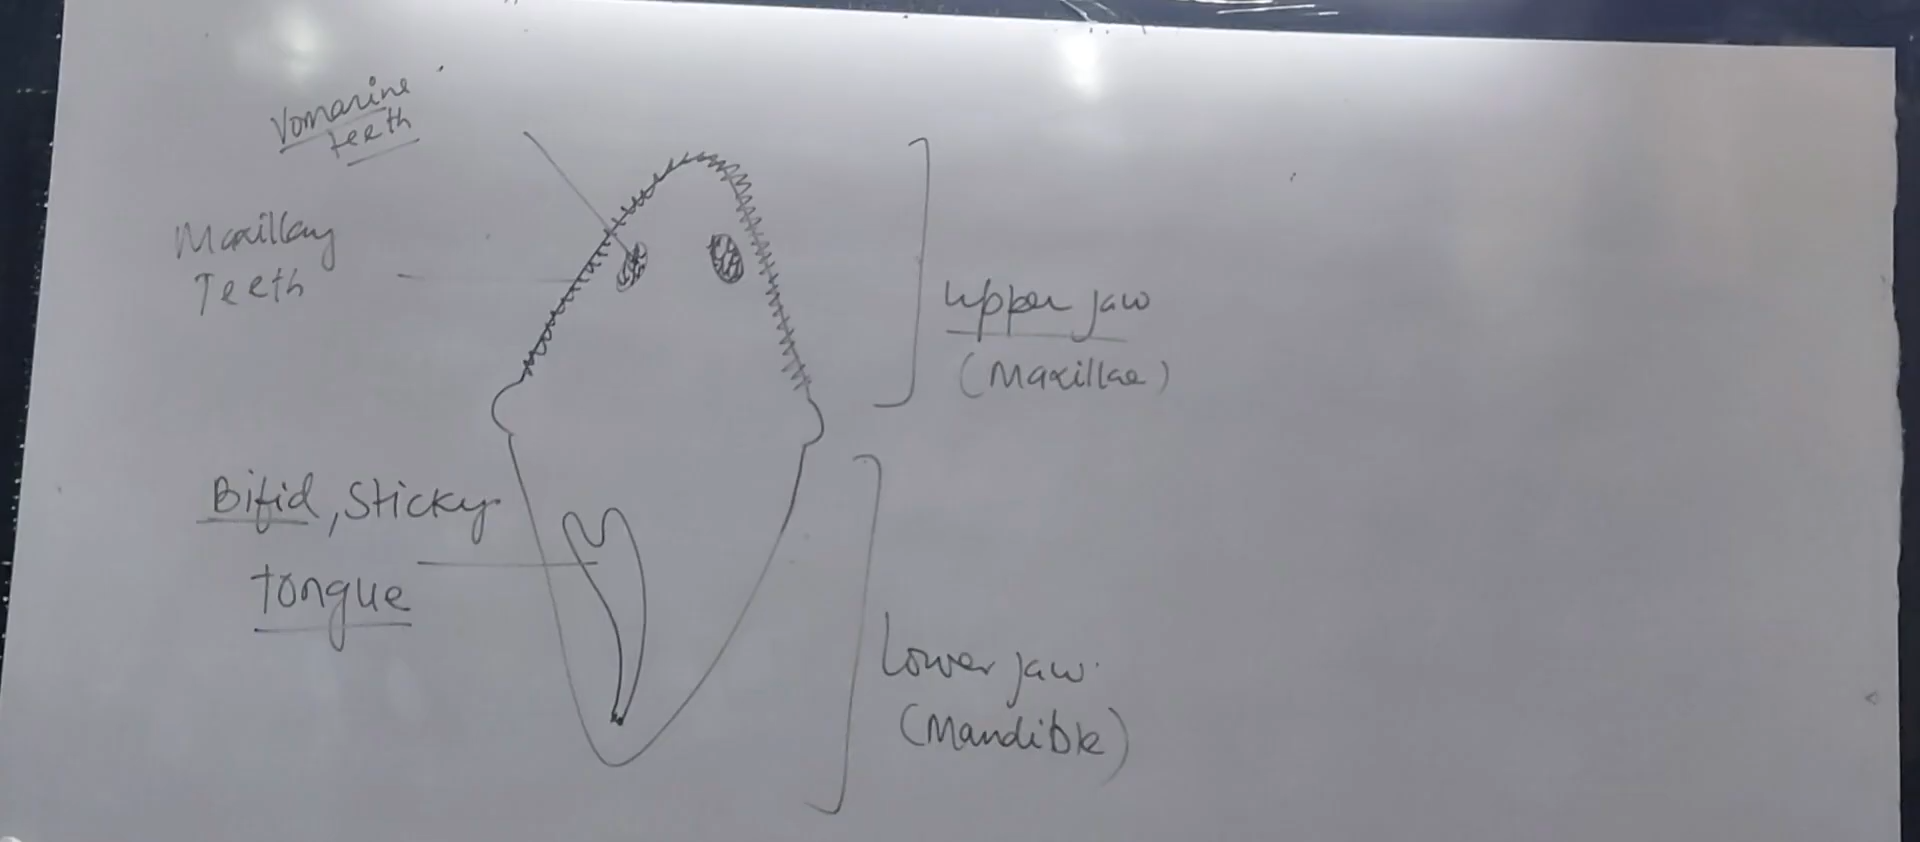 Vomarine
teeth
Maxillary
Teeth
upper jaw
(Maxillae)
Bifid, Sticky
tongue
Lower jaw
(Mandible)